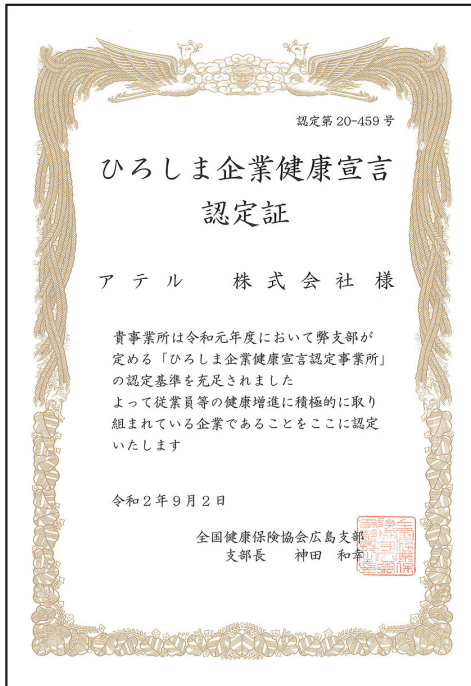 認定第20-459号
ひろしま企業健康宣言
認定証
アテル 株式会社様
貴事業所は令和元年度において弊支部が
定める「ひろしま企業健康宣言認定事業所」
の認定基準を充足されました
よって従業員等の健康増進に積極的に取り
組まれている企業であることをここに認定
いたします
令和2年9月2日
全国健康保険協会広島支部
支部長 神田 和幸